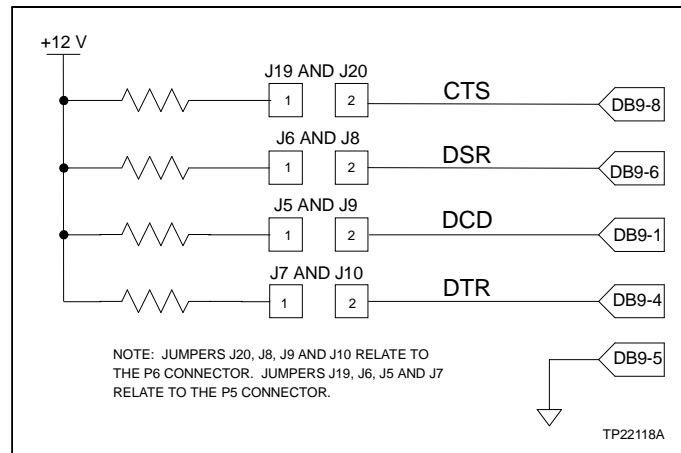 +12 V
J19 AND J20
1 2 CTS DB9-8
J6 AND J8
1 2 DSR DB9-6
J5 AND J9
1 2 DCD DB9-1
J7 AND J10
1 2 DTR DB9-4
NOTE: JUMPERS J20, J8, J9 AND J10 RELATE TO
THE P6 CONNECTOR. JUMPERS J19, J6, J5 AND J7
RELATE TO THE P5 CONNECTOR.
DB9-5
TP22118A